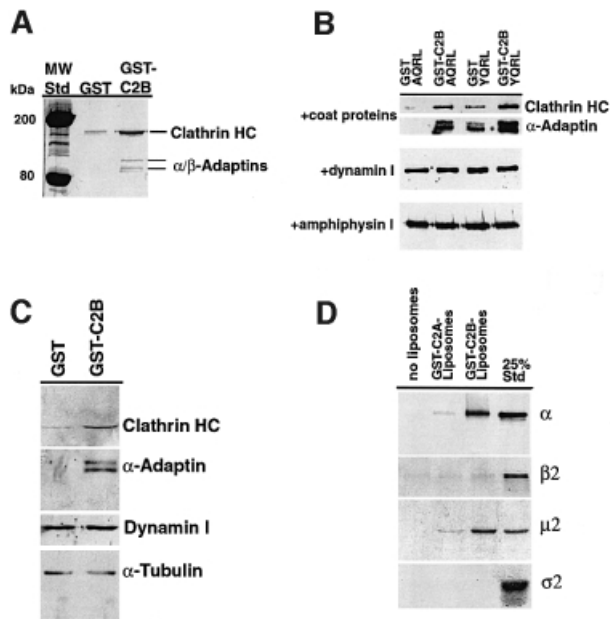 A
MW Std
GST
GST-C2B
kDa
200
80
Clathrin HC
α/β-Adaptins
B
GST AQRL
GST-C2B AQRL
GST YQRL
GST-C2B YQRL
+coat proteins
Clathrin HC
α-Adaptin
+dynamin I
+amphiphysin I
C
GST
GST-C2B
Clathrin HC
α-Adaptin
Dynamin I
α-Tubulin
D
no liposomes
GST-C2A-Liposomes
GST-C2B-Liposomes
25% Std
α
β2
μ2
σ2